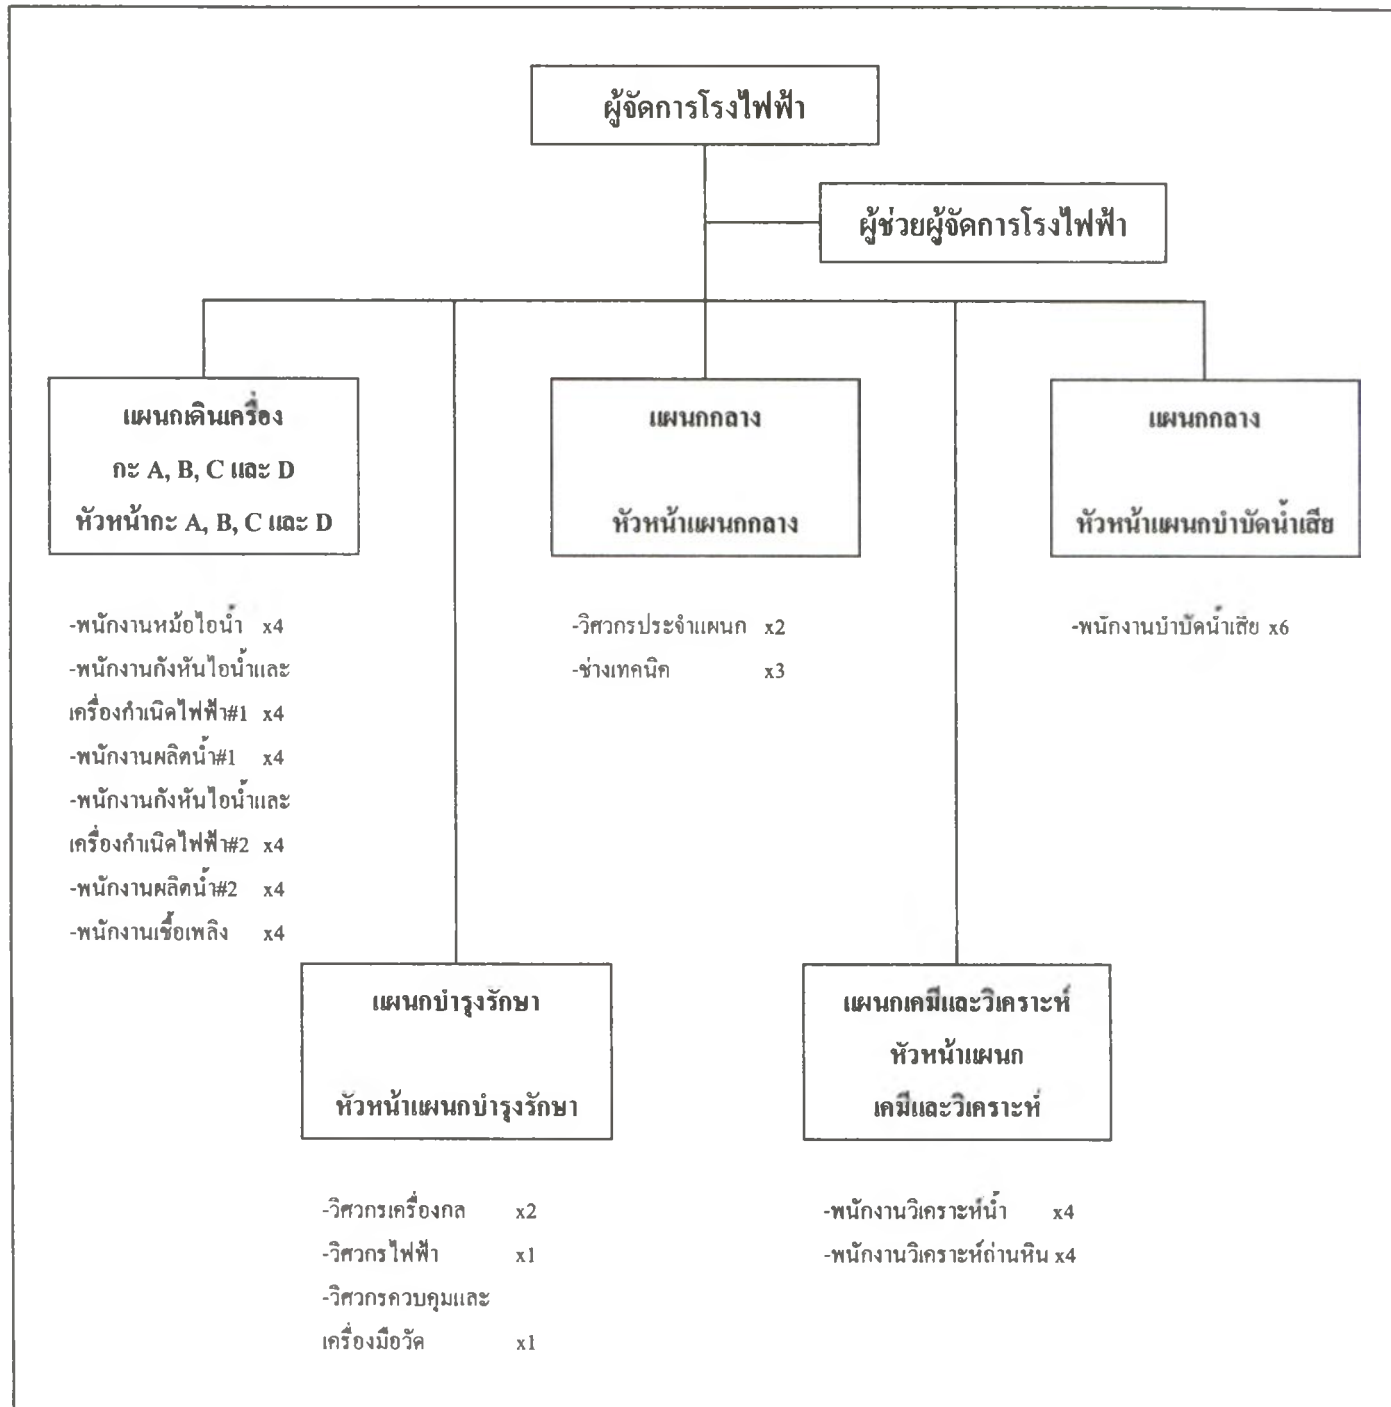 ผู้จัดการโรงไฟฟ้า
ผู้ช่วยผู้จัดการโรงไฟฟ้า
แผนกเดินเครื่อง
กะ A, B, C และ D
หัวหน้ากะ A, B, C และ D
แผนกกลาง
หัวหน้าแผนกกลาง
แผนกกลาง
หัวหน้าแผนกบำบัดน้ำเสีย
-พนักงานหม้อไอน้ำ x4
-พนักงานกังหันไอน้ำและ
เครื่องกำเนิดไฟฟ้า#1 x4
-พนักงานผลิตน้ำ#1 x4
-พนักงานกังหันไอน้ำและ
เครื่องกำเนิดไฟฟ้า#2 x4
-พนักงานผลิตน้ำ#2 x4
-พนักงานเชื้อเพลิง x4
-วิศวกรประจำแผนก x2
-ช่างเทคนิค x3
-พนักงานบำบัดน้ำเสีย x6
แผนกบำรุงรักษา
หัวหน้าแผนกบำรุงรักษา
แผนกเคมีและวิเคราะห์
หัวหน้าแผนก
เคมีและวิเคราะห์
-วิศวกรเครื่องกล x2
-วิศวกรไฟฟ้า x1
-วิศวกรควบคุมและ
เครื่องมือวัด x1
-พนักงานวิเคราะห์น้ำ x4
-พนักงานวิเคราะห์ถ่านหิน x4